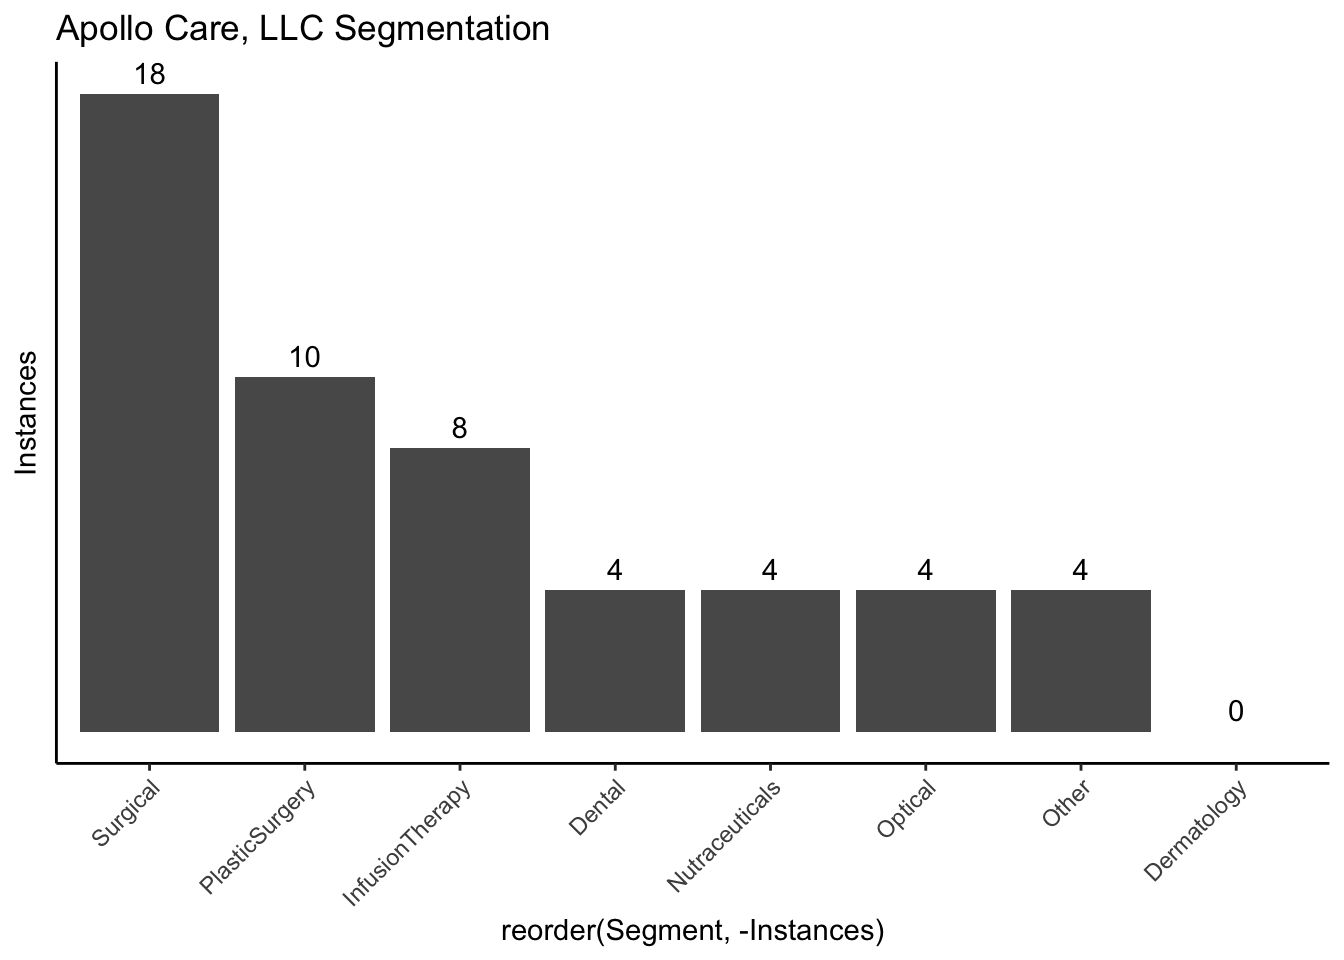 Apollo Care, LLC Segmentation
18
10
8
4
4
4
4
0
Instances
Surgical
PlasticSurgery
InfusionTherapy
Dental
Nutraceuticals
Optical
Other
Dermatology
reorder(Segment, -Instances)